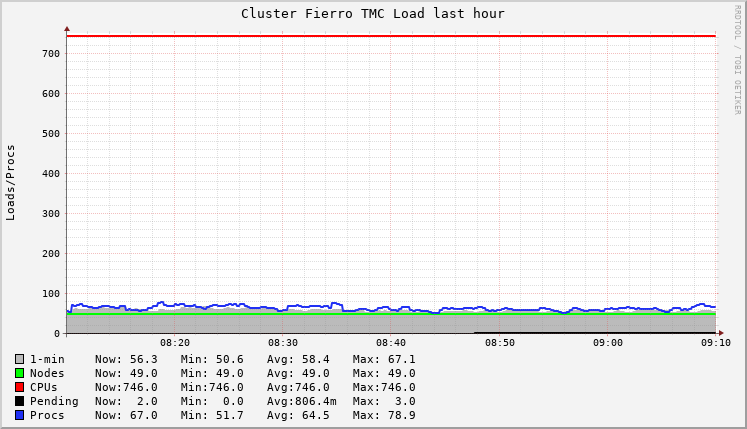 Cluster Fierro TMC Load last hour
RRDTOOL / TOBI OETIKER
Loads/Procs
700
600
500
400
300
200
100
0
08:20 08:30 08:40 08:50 09:00 09:10
1-min Now: 56.3 Min: 50.6 Avg: 58.4 Max: 67.1
Nodes Now: 49.0 Min: 49.0 Avg: 49.0 Max: 49.0
CPUs Now:746.0 Min:746.0 Avg:746.0 Max:746.0
Pending Now: 2.0 Min: 0.0 Avg:806.4m Max: 3.0
Procs Now: 67.0 Min: 51.7 Avg: 64.5 Max: 78.9